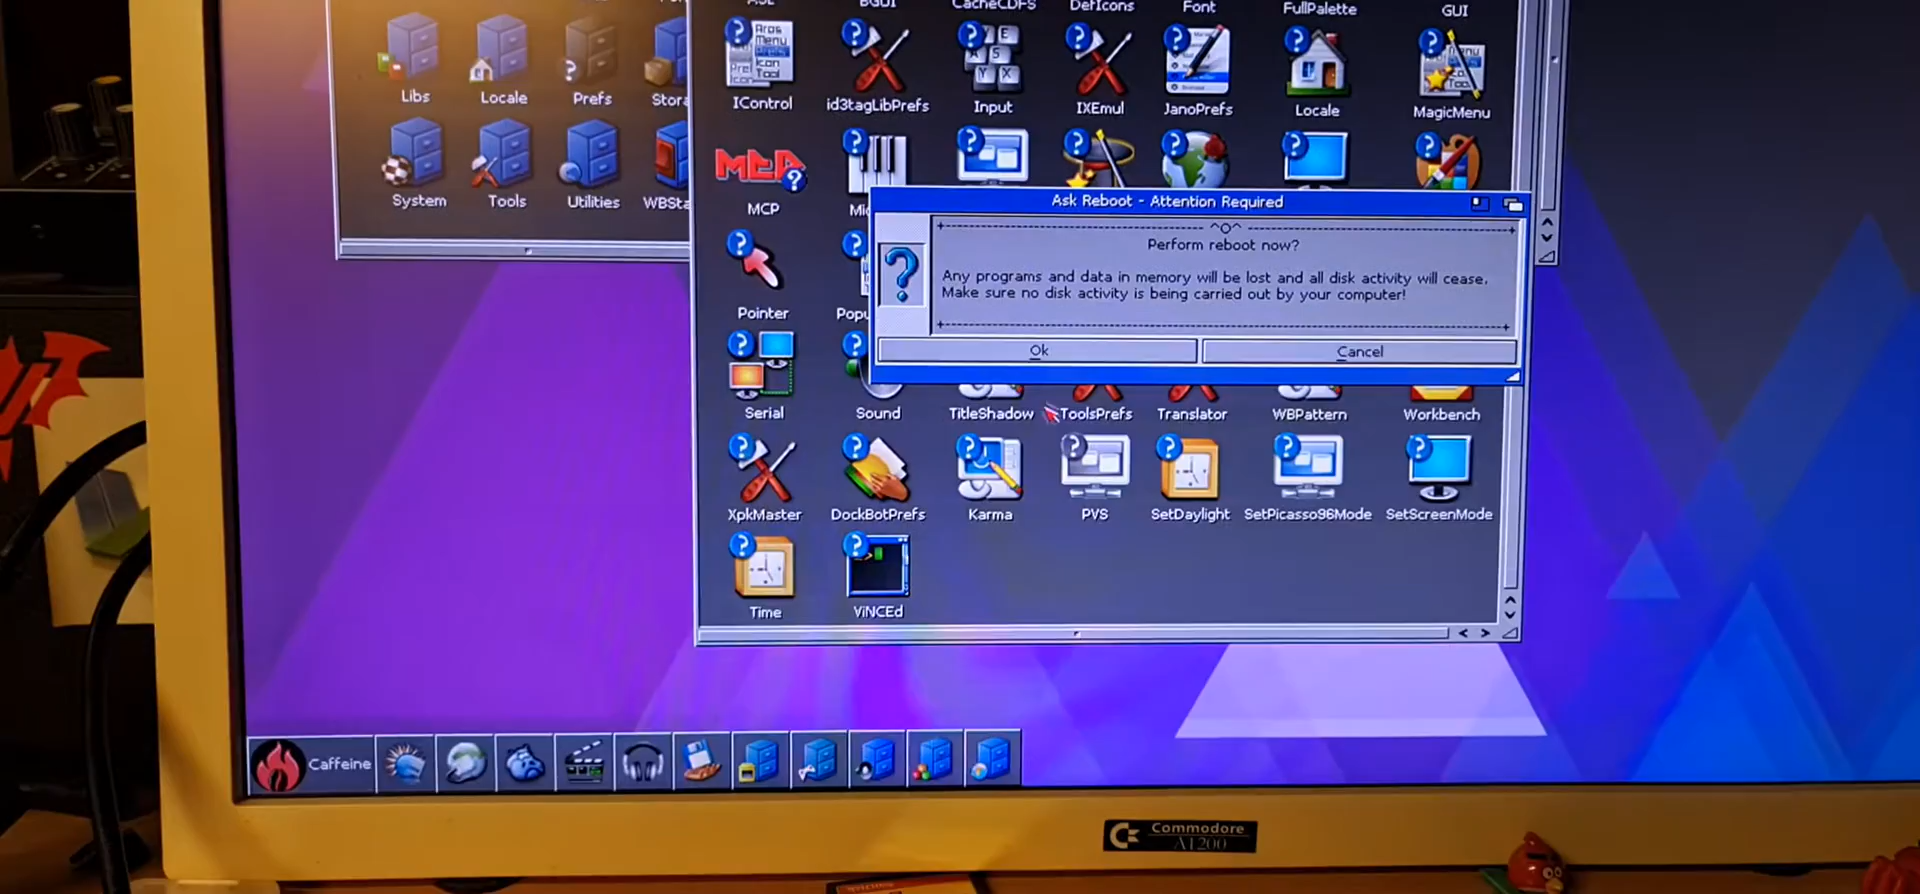 BGUI
CacheCDFS
DefIcons
Font
FullPalette
GUI
Libs
Locale
Prefs
IControl
id3tagLibPrefs
Input
IXEmul
JanoPrefs
Locale
MagicMenu
System
Tools
Utilities
MCP
MCP
Ask Reboot - Attention Required
Perform reboot now?
Any programs and data in memory will be lost and all disk activity will cease.
Make sure no disk activity is being carried out by your computer!
Ok
Cancel
Pointer
Serial
Sound
TitleShadow
ToolsPrefs
Translator
WBPattern
Workbench
XpkMaster
DockBotPrefs
Karma
PVS
SetDaylight
SetPicasso96Mode
SetScreenMode
Time
ViNCEd
Caffeine
Commodore
A1200